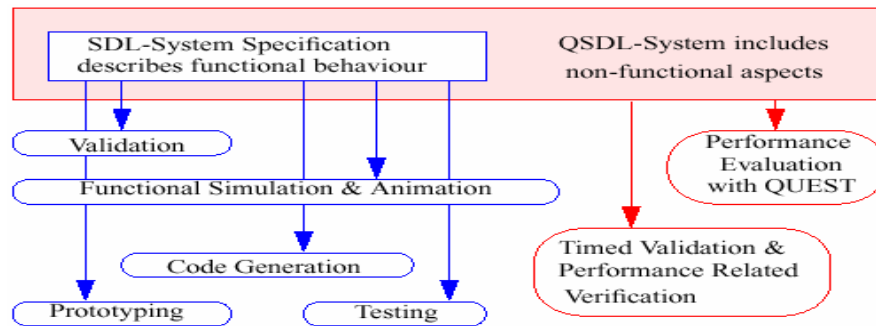 SDL-System Specification
describes functional behaviour
QSDL-System includes
non-functional aspects
Validation
Performance
Evaluation
with QUEST
Functional Simulation & Animation
Timed Validation &
Performance Related
Verification
Code Generation
Prototyping
Testing